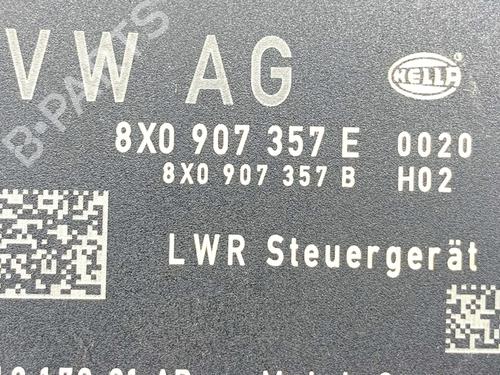 VW AG
HELLA
8X0 907 357 E 0020
8X0 907 357 B H02
LWR Steuergerät
B-PARTS